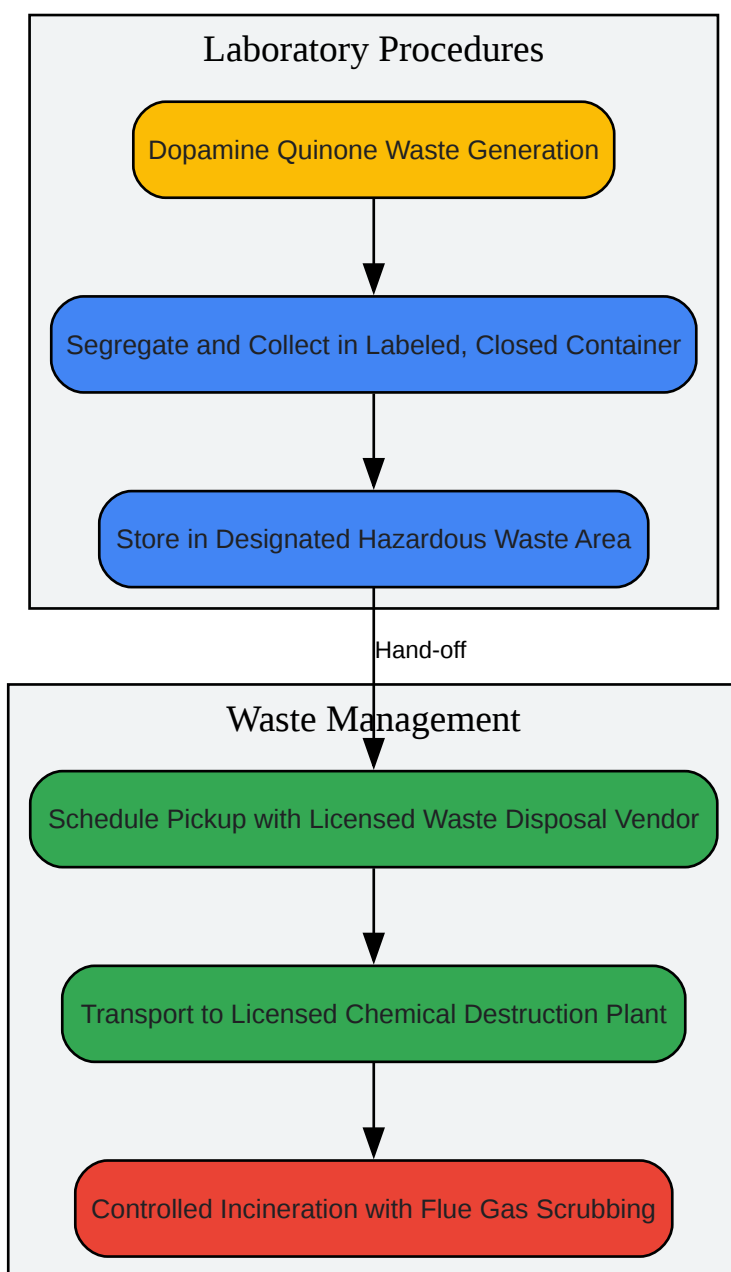 Laboratory Procedures
Dopamine Quinone Waste Generation
Segregate and Collect in Labeled, Closed Container
Store in Designated Hazardous Waste Area
Hand-off
Waste Management
Schedule Pickup with Licensed Waste Disposal Vendor
Transport to Licensed Chemical Destruction Plant
Controlled Incineration with Flue Gas Scrubbing